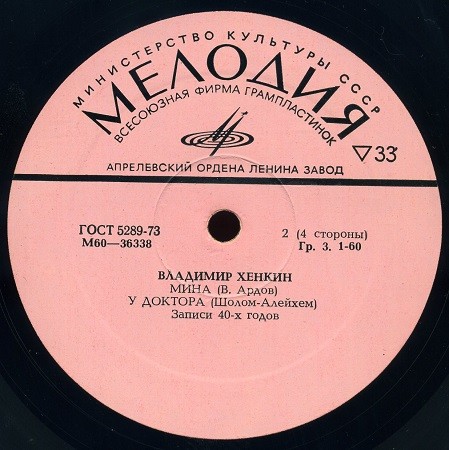 МИНИСТЕРСТВО КУЛЬТУРЫ СССР
МЕЛОДИЯ
ВСЕСОЮЗНАЯ ФИРМА ГРАМПЛАСТИНОК
▽33
АПРЕЛЕВСКИЙ ОРДЕНА ЛЕНИНА ЗАВОД
ГОСТ 5289-73
М60—36338
2 (4 стороны)
Гр. 3. 1-60
ВЛАДИМИР ХЕНКИН
МИНА (В. Ардов)
У ДОКТОРА (Шолом-Алейхем)
Записи 40-х годов